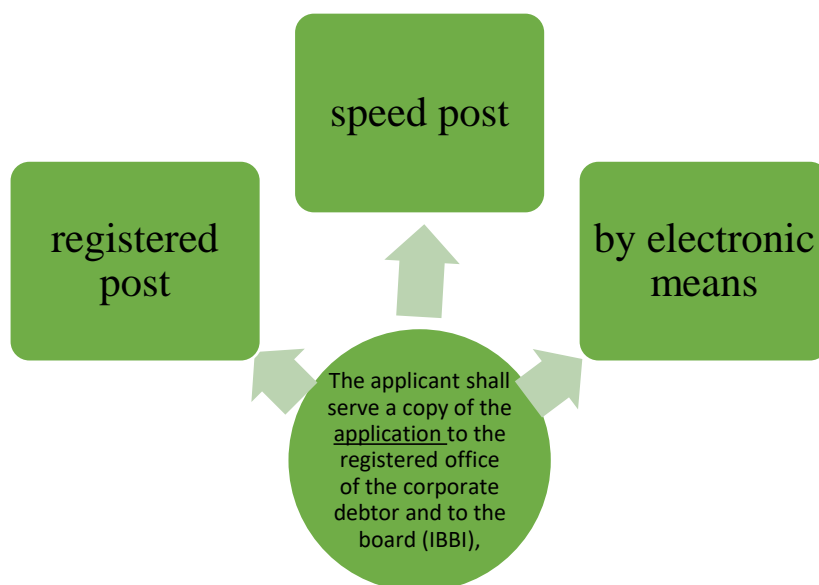 speed post
registered
post
by electronic
means
The applicant shall
serve a copy of the
application to the
registered office
of the corporate
debtor and to the
board (IBBI),